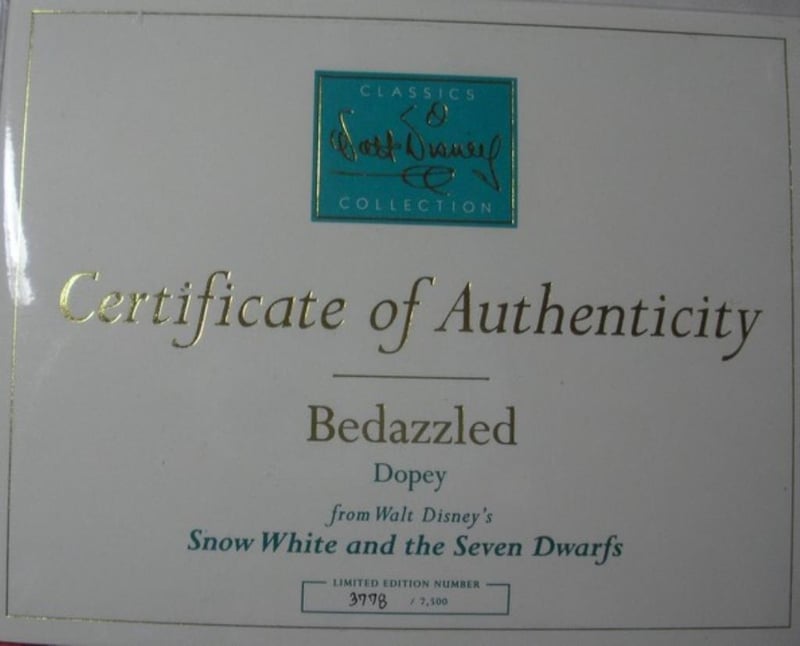 CLASSICS
Walt Disney
COLLECTION
Certificate of Authenticity
Bedazzled
Dopey
from Walt Disney's
Snow White and the Seven Dwarfs
LIMITED EDITION NUMBER
3778 / 7,500